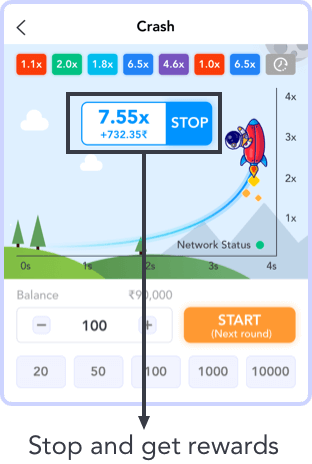 Crash
1.1x 2.0x 1.8x 6.5x 4.6x 1.0x 6.5x
4x
7.55x STOP
+732.35₹
3x
2x
1x
Network Status
0s 1s 2s 3s 4s
Balance ₹90,000
− 100 + START
(Next round)
20 50 100 1000 10000
Stop and get rewards